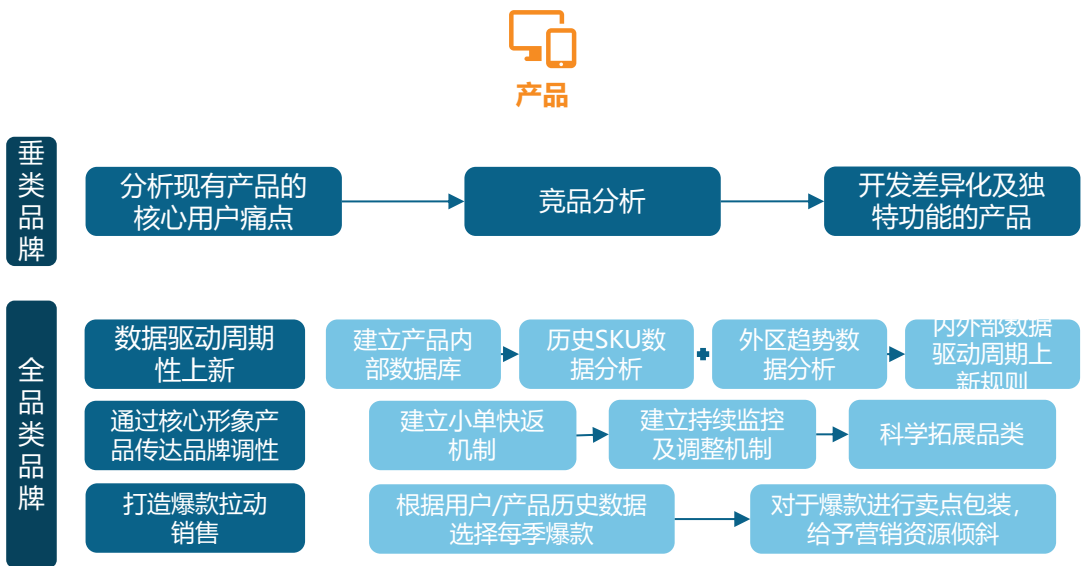 产品
垂类品牌
分析现有产品的
核心用户痛点
竞品分析
开发差异化及独
特功能的产品
全品类品牌
数据驱动周期
性上新
建立产品内
部数据库
历史SKU数
据分析
外区趋势数
据分析
内外部数据
驱动周期上
新规则
通过核心形象产
品传达品牌调性
建立小单快返
机制
建立持续监控
及调整机制
科学拓展品类
打造爆款拉动
销售
根据用户/产品历史数据
选择每季爆款
对于爆款进行卖点包装，
给予营销资源倾斜